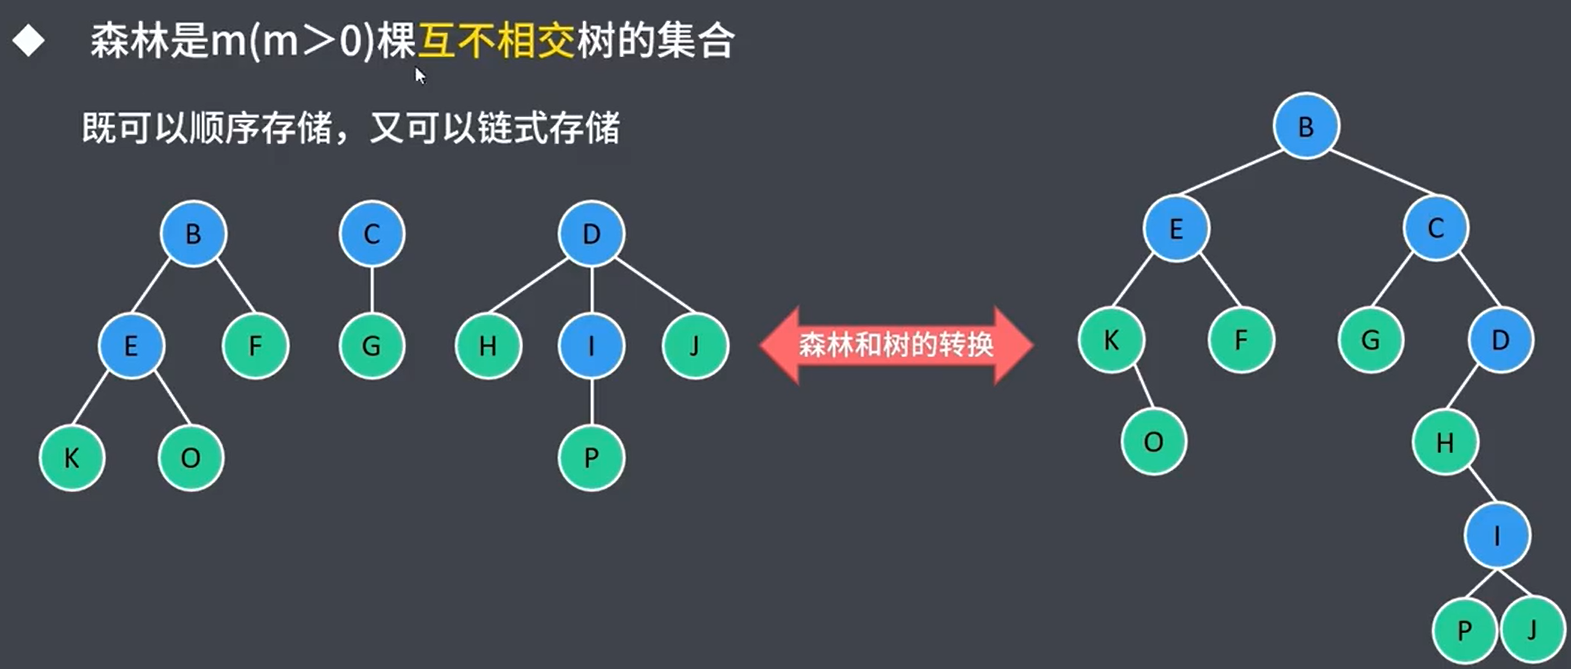 森林是m(m＞0)棵互不相交树的集合
既可以顺序存储，又可以链式存储
B
B C D
E C
E F G H I J
森林和树的转换
K F G D
K O P
O H
I
P J